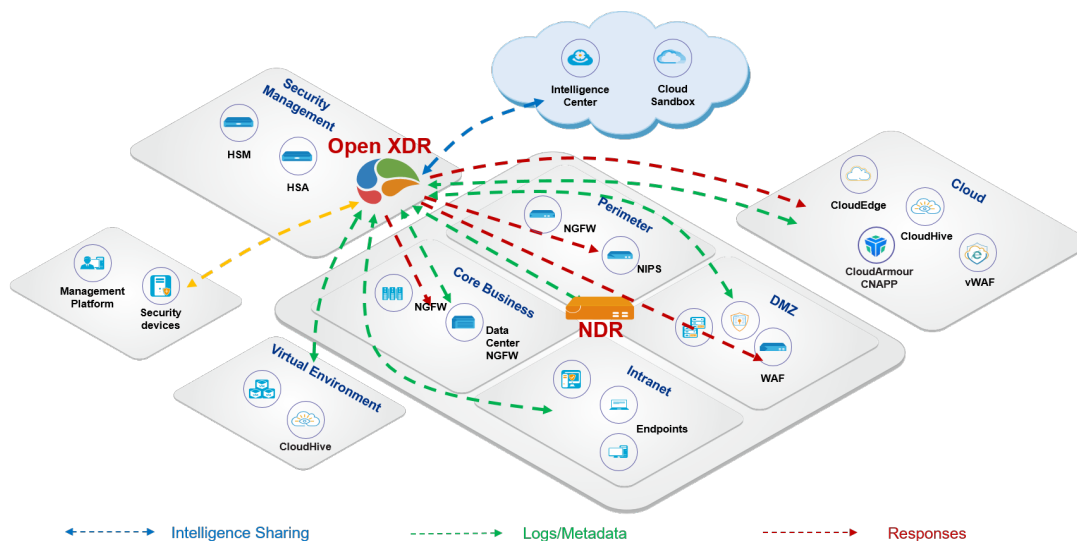 Intelligence
Center
Cloud
Sandbox
Security
Management
HSM
HSA
Open XDR
Perimeter
NGFW
NIPS
Cloud
CloudEdge
CloudHive
CloudArmour
CNAPP
vWAF
Management
Platform
Security
devices
Core Business
NGFW
Data
Center
NGFW
NDR
DMZ
WAF
Virtual Environment
CloudHive
Intranet
Endpoints
Intelligence Sharing
Logs/Metadata
Responses